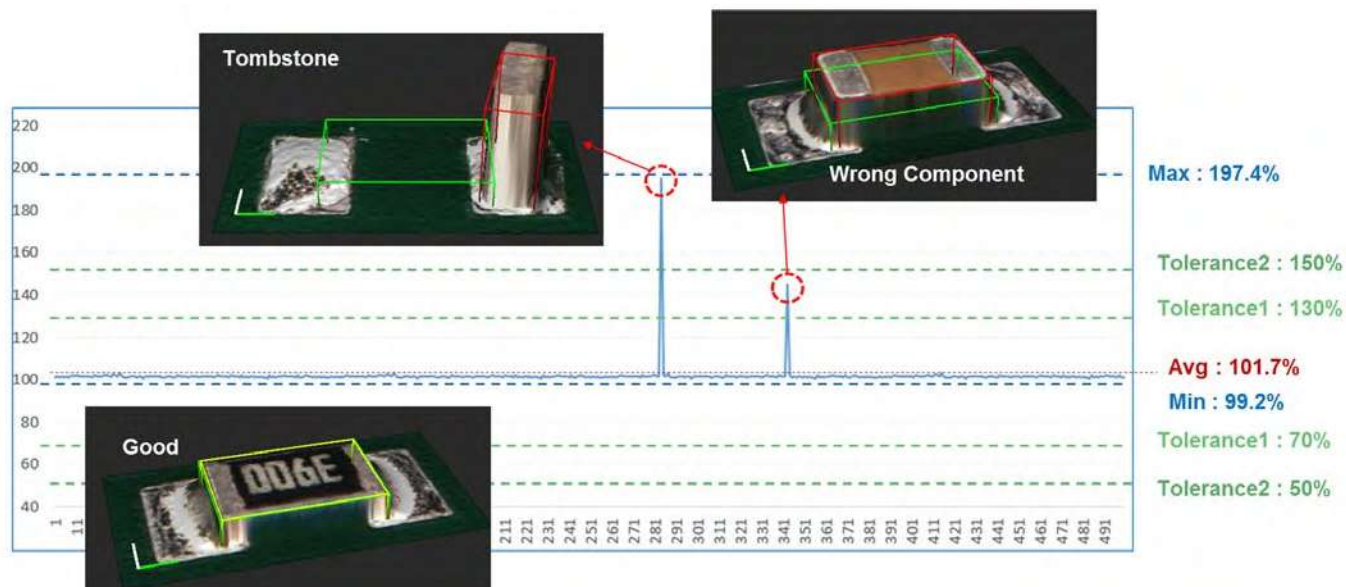 Tombstone
Wrong Component
220
200
180
160
140
120
100
80
60
40
Max : 197.4%
Tolerance2 : 150%
Tolerance1 : 130%
Avg : 101.7%
Min : 99.2%
Tolerance1 : 70%
Tolerance2 : 50%
Good
1 11 211 221 231 241 251 261 271 281 291 301 311 321 331 341 351 361 371 381 391 401 411 421 431 441 451 461 471 481 491